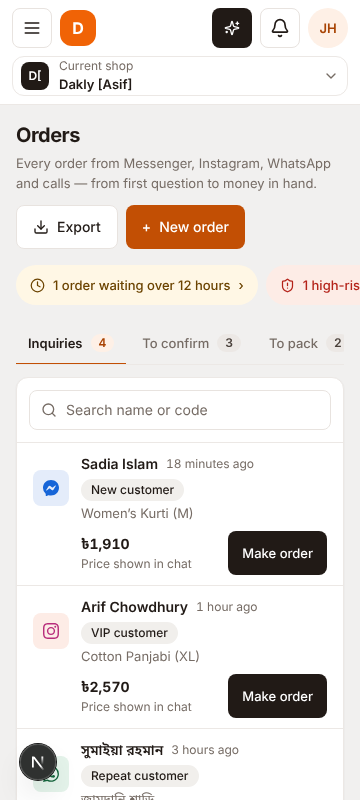 D
JH
D[
Current shop
Dakly [Asif]
Orders
Every order from Messenger, Instagram, WhatsApp
and calls — from first question to money in hand.
Export
+ New order
1 order waiting over 12 hours ›
1 high-ris
Inquiries 4
To confirm 3
To pack 2
Search name or code
Sadia Islam 18 minutes ago
New customer
Women's Kurti (M)
৳1,910
Price shown in chat
Make order
Arif Chowdhury 1 hour ago
VIP customer
Cotton Panjabi (XL)
৳2,570
Price shown in chat
Make order
সুমাইয়া রহমান 3 hours ago
N
Repeat customer
জামদানি শাড়ি